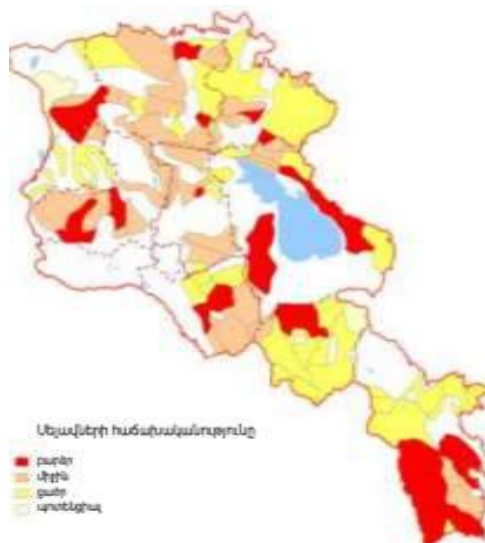 Սելավների հաճախականությունը
բարձր
միջին
ցածր
պոտենցիալ